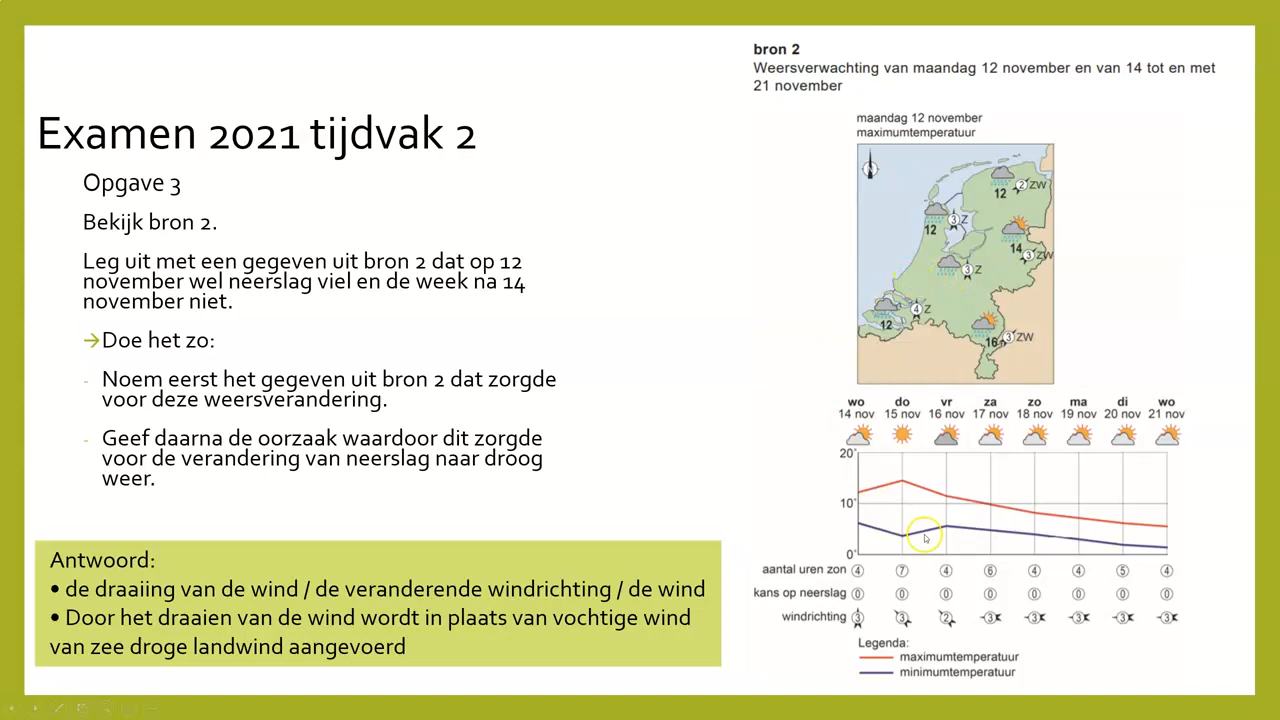 Examen 2021 tijdvak 2
Opgave 3
Bekijk bron 2.
Leg uit met een gegeven uit bron 2 dat op 12
november wel neerslag viel en de week na 14
november niet.
→Doe het zo:
- Noem eerst het gegeven uit bron 2 dat zorgde
voor deze weersverandering.
- Geef daarna de oorzaak waardoor dit zorgde
voor de verandering van neerslag naar droog
weer.
Antwoord:
• de draaiing van de wind / de veranderende windrichting / de wind
• Door het draaien van de wind wordt in plaats van vochtige wind
van zee droge landwind aangevoerd
bron 2
Weersverwachting van maandag 12 november en van 14 tot en met
21 november
maandag 12 november
maximumtemperatuur
2 ZW
12
3 Z
12
14
3 ZW
3 Z
4 Z
12
16 3 ZW
wo do vr za zo ma di wo
14 nov 15 nov 16 nov 17 nov 18 nov 19 nov 20 nov 21 nov
20°
10°
0°
aantal uren zon 4 7 4 6 4 4 5 4
kans op neerslag 0 0 0 0 0 0 0 0
windrichting 3 3 2 3 3 3 3 3
Legenda:
maximumtemperatuur
minimumtemperatuur